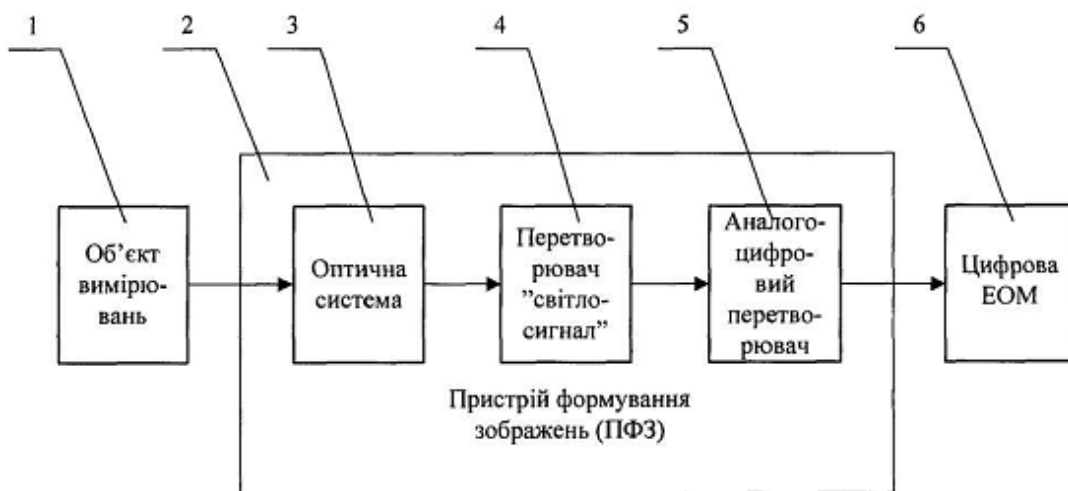 1
2
3
4
5
6
Об’єкт
вимірю-
вань
Оптична
система
Перетво-
рювач
”світло-
сигнал”
Аналого-
цифро-
вий
перетво-
рювач
Цифрова
ЕОМ
Пристрій формування
зображень (ПФЗ)